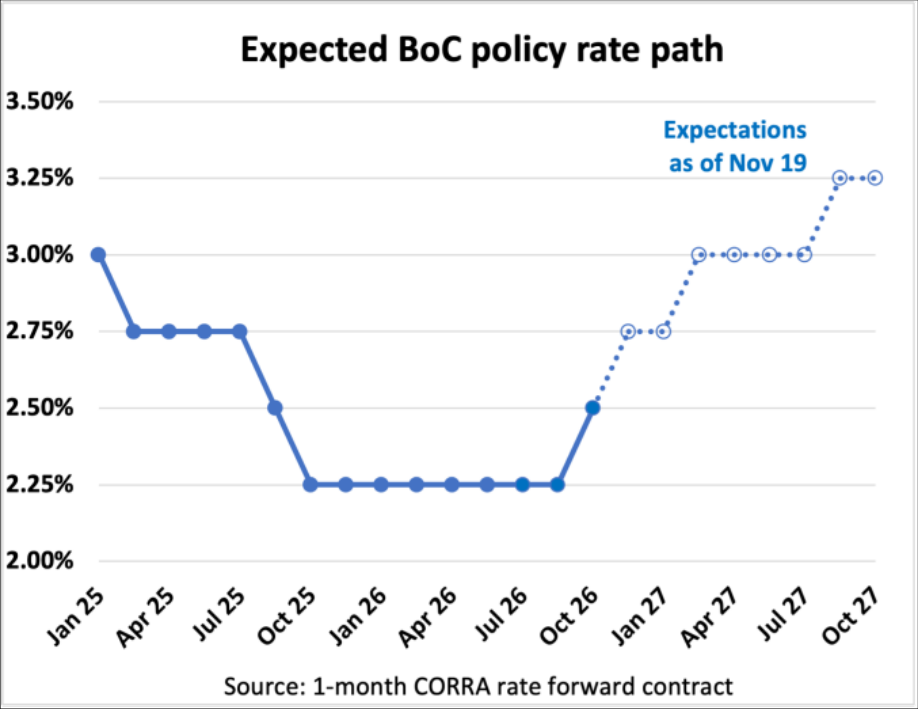 Expected BoC policy rate path
3.50%
Expectations
as of Nov 19
3.25%
3.00%
2.75%
2.50%
2.25%
2.00%
Jan 25
Apr 25
Jul 25
Oct 25
Jan 26
Apr 26
Jul 26
Oct 26
Jan 27
Apr 27
Jul 27
Oct 27
Source: 1-month CORRA rate forward contract